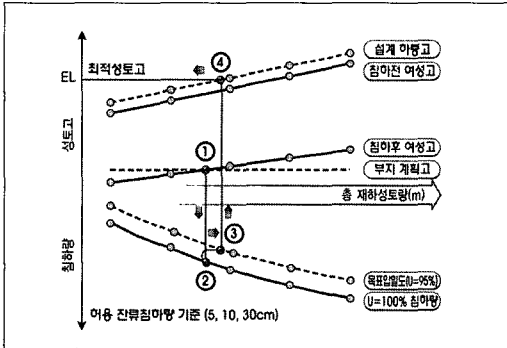 설계 하중고
④
EL
최적성토고
침하전 여성고
성토고
①
침하후 여성고
부지 계획고
총 재하성토량(m)
③
침하량
②
목표압밀도(U=95%)
U=100% 침하량
허용 잔류침하량 기준 (5, 10, 30cm)